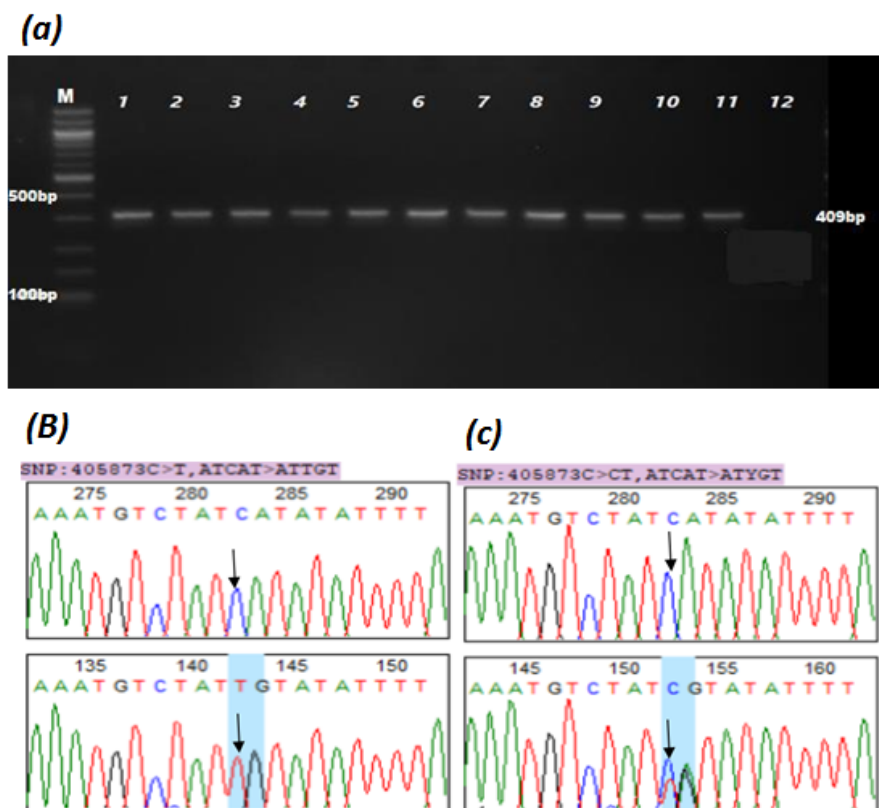 (a)
M 1 2 3 4 5 6 7 8 9 10 11 12
500bp
409bp
100bp
(B)
SNP:405873C>T,ATCAT>ATTGT
275 280 285 290
AAATGTCTATCATATATTTT
135 140 145 150
AAATGTCTATTGTATATTTT
(c)
SNP:405873C>CT,ATCAT>ATYGT
275 280 285 290
AAATGTCTATCATATATTTT
145 150 155 160
AAATGTCTATCGTATATTTT